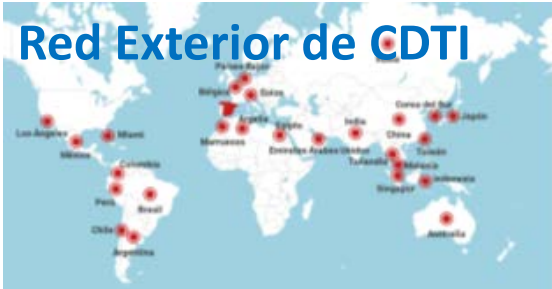 Red Exterior de CDTI
Países Bajos
Bélgica
Suiza
Corea del Sur
Japón
Los Ángeles
Miami
México
Argelia
Marruecos
Egipto
Emiratos Árabes Unidos
India
China
Taiwán
Tailandia
Malasia
Singapur
Indonesia
Colombia
Perú
Brasil
Chile
Argentina
Australia